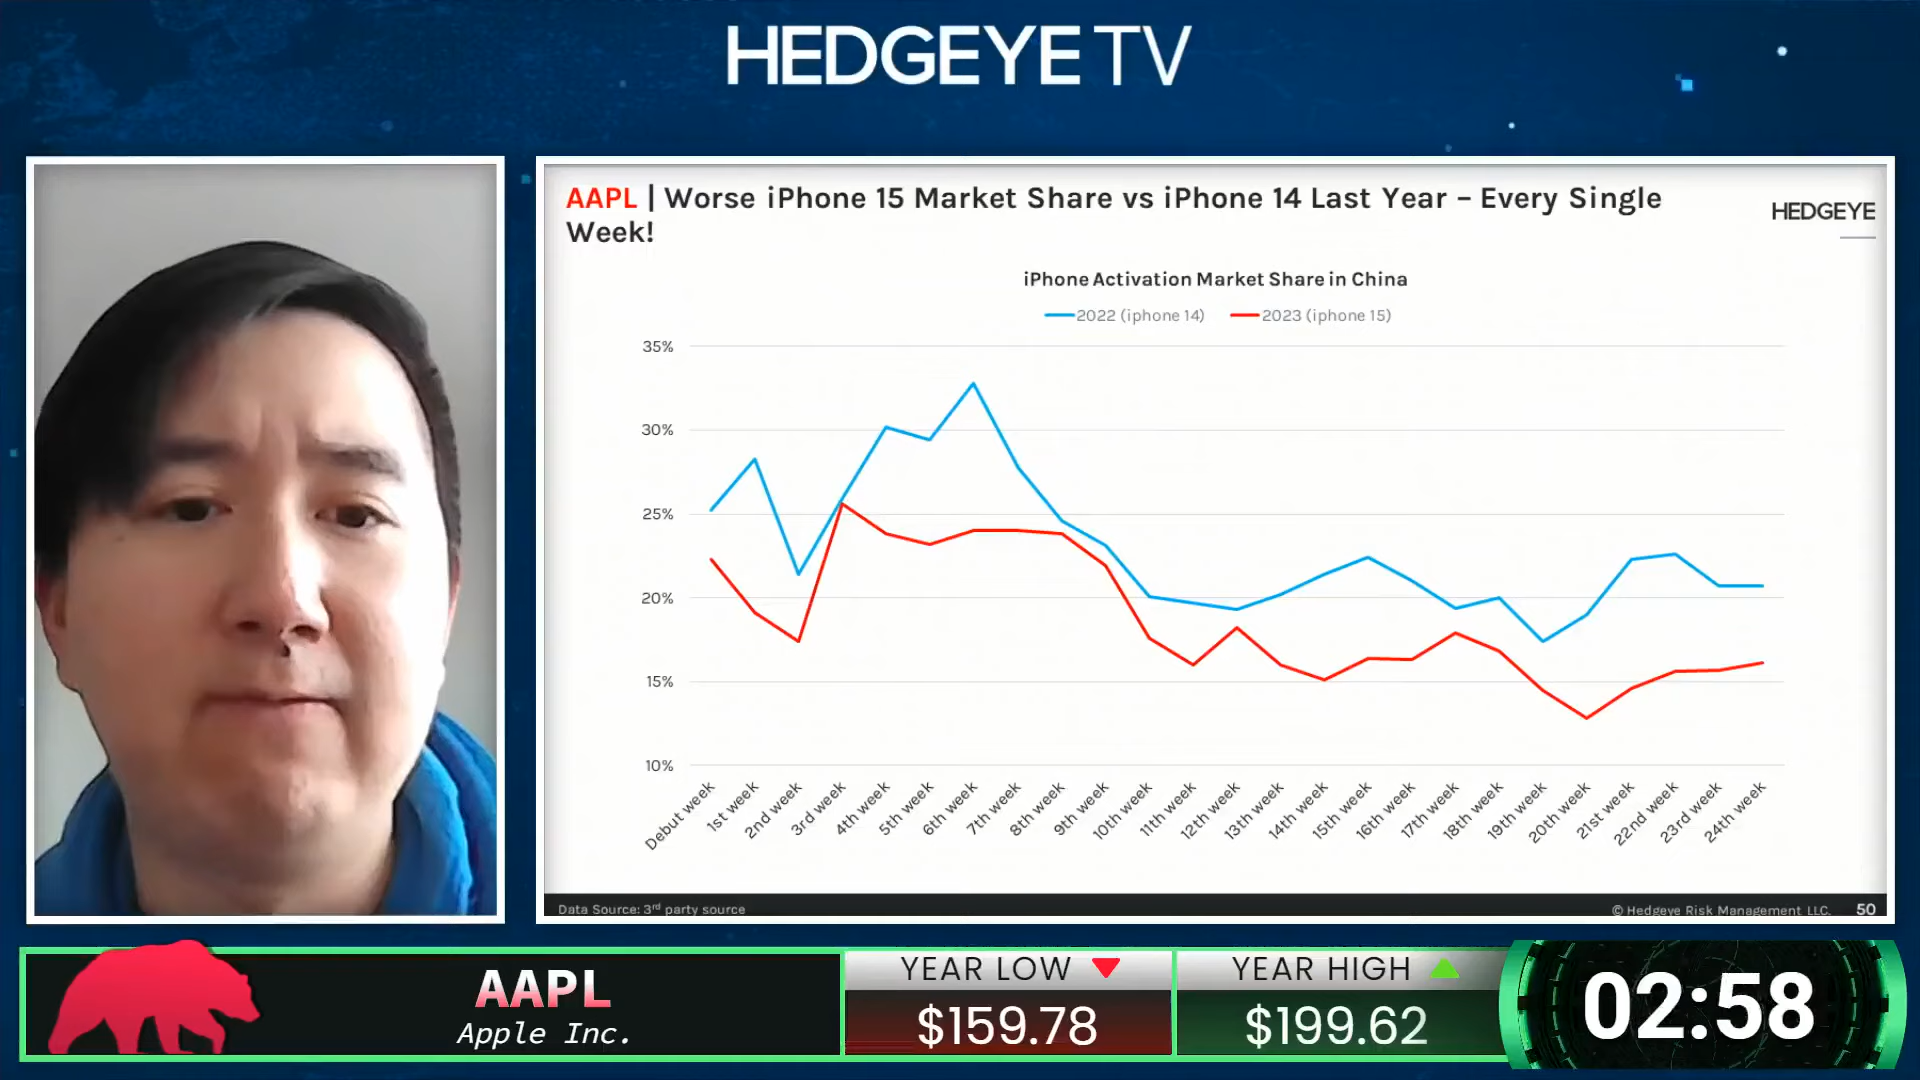 HEDGEYE TV
AAPL | Worse iPhone 15 Market Share vs iPhone 14 Last Year – Every Single
Week!
HEDGEYE
iPhone Activation Market Share in China
2022 (iphone 14) 2023 (iphone 15)
35%
30%
25%
20%
15%
10%
Debut week
1st week
2nd week
3rd week
4th week
5th week
6th week
7th week
8th week
9th week
10th week
11th week
12th week
13th week
14th week
15th week
16th week
17th week
18th week
19th week
20th week
21st week
22nd week
23rd week
24th week
Data Source: 3rd party source
© Hedgeye Risk Management LLC. 50
AAPL
Apple Inc.
YEAR LOW
$159.78
YEAR HIGH
$199.62
02:58